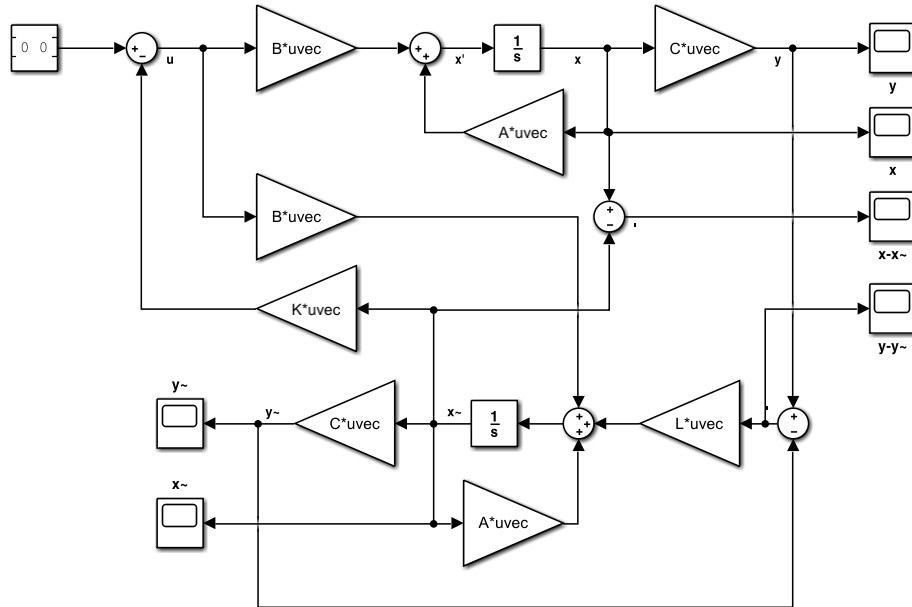 0 0
+
−
u
B*uvec
+
+
x'
1
s
x
C*uvec
y
y
A*uvec
x
B*uvec
+
−
'
x-x~
K*uvec
y-y~
y~
y~
C*uvec
x~
1
s
+
+
+
L*uvec
'
+
−
x~
A*uvec